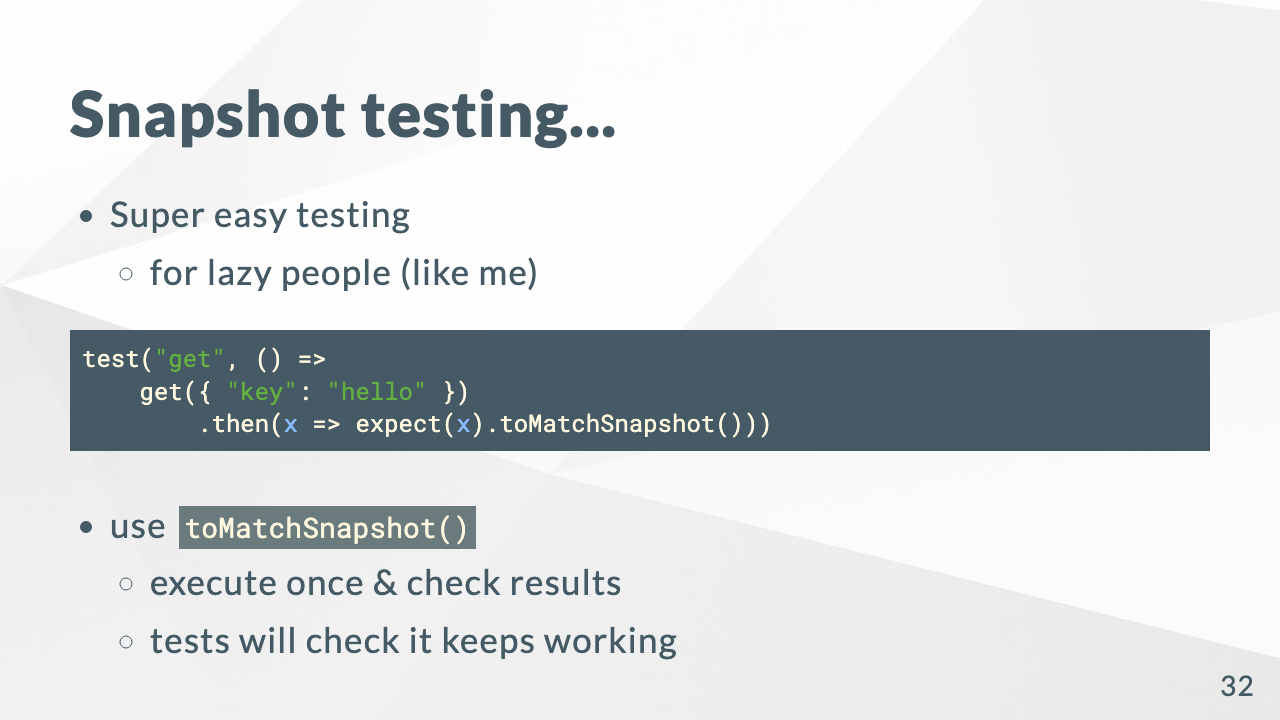 Snapshot testing...
• Super easy testing
○ for lazy people (like me)
test("get", () =>
    get({ "key": "hello" })
        .then(x => expect(x).toMatchSnapshot()))
• use toMatchSnapshot()
○ execute once & check results
○ tests will check it keeps working
32